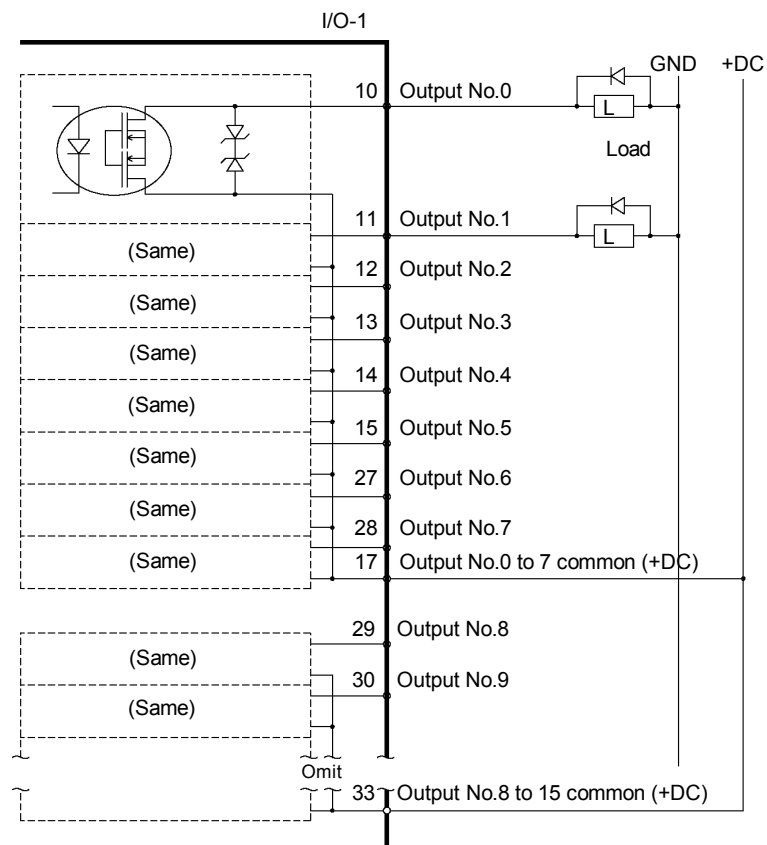 I/O-1
GND +DC
10 Output No.0
L
Load
11 Output No.1
L
(Same)
12 Output No.2
(Same)
13 Output No.3
(Same)
14 Output No.4
(Same)
15 Output No.5
(Same)
27 Output No.6
(Same)
28 Output No.7
(Same)
17 Output No.0 to 7 common (+DC)
29 Output No.8
(Same)
30 Output No.9
(Same)
Omit
33 Output No.8 to 15 common (+DC)